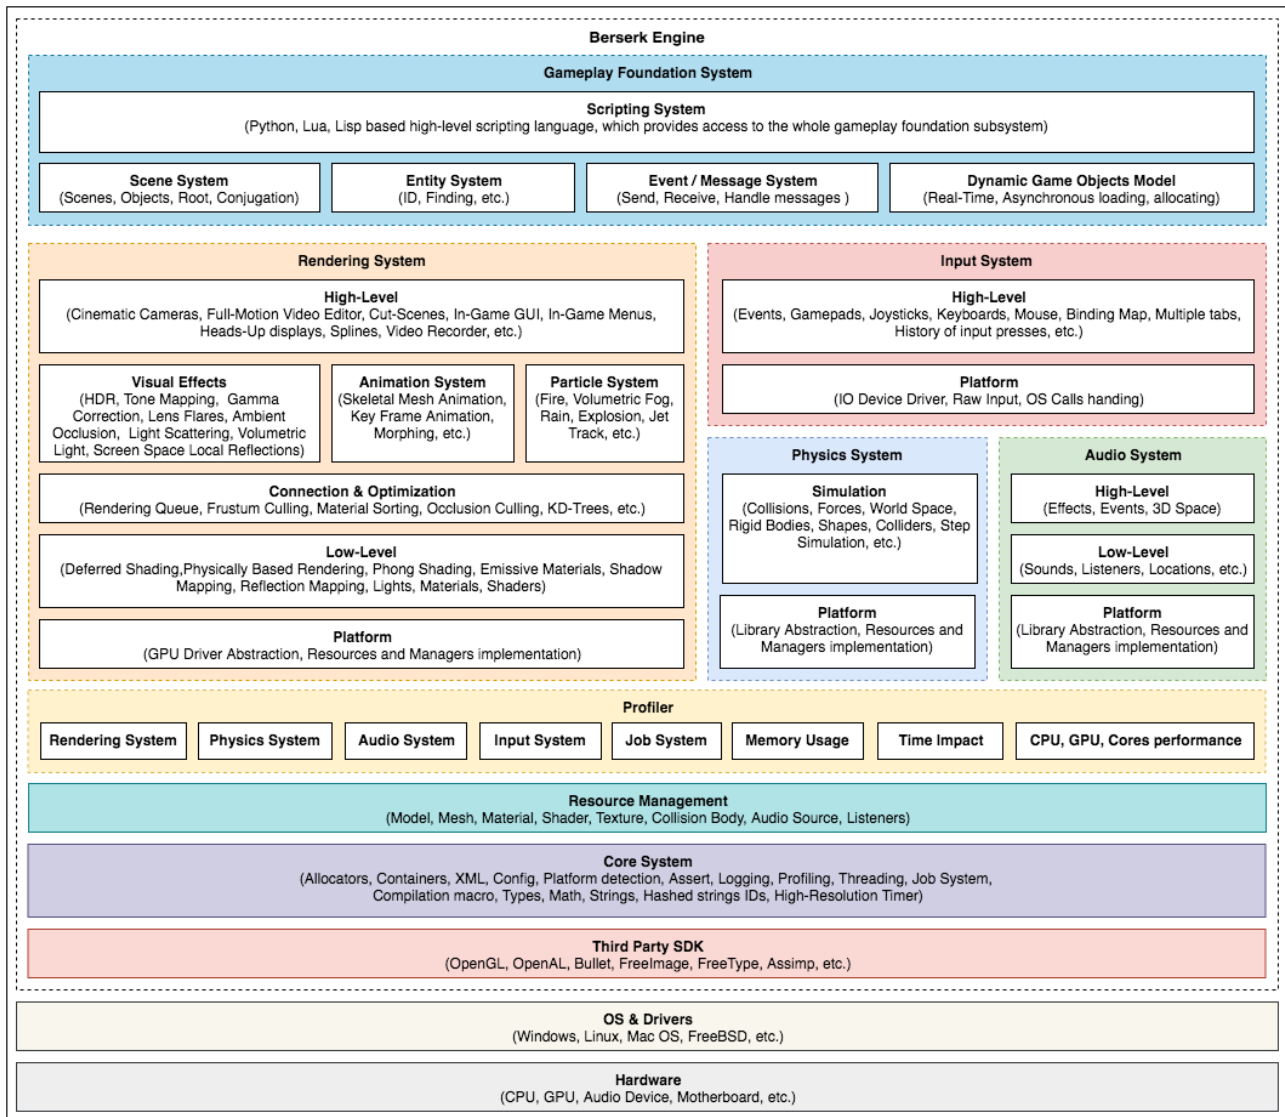 Berserk Engine
Gameplay Foundation System
Scripting System
(Python, Lua, Lisp based high-level scripting language, which provides access to the whole gameplay foundation subsystem)
Scene System
(Scenes, Objects, Root, Conjugation)
Entity System
(ID, Finding, etc.)
Event / Message System
(Send, Receive, Handle messages )
Dynamic Game Objects Model
(Real-Time, Asynchronous loading, allocating)
Rendering System
High-Level
(Cinematic Cameras, Full-Motion Video Editor, Cut-Scenes, In-Game GUI, In-Game Menus,
Heads-Up displays, Splines, Video Recorder, etc.)
Visual Effects
(HDR, Tone Mapping, Gamma
Correction, Lens Flares, Ambient
Occlusion, Light Scattering, Volumetric
Light, Screen Space Local Reflections)
Animation System
(Skeletal Mesh Animation,
Key Frame Animation,
Morphing, etc.)
Particle System
(Fire, Volumetric Fog,
Rain, Explosion, Jet
Track, etc.)
Connection & Optimization
(Rendering Queue, Frustum Culling, Material Sorting, Occlusion Culling, KD-Trees, etc.)
Low-Level
(Deferred Shading,Physically Based Rendering, Phong Shading, Emissive Materials, Shadow
Mapping, Reflection Mapping, Lights, Materials, Shaders)
Platform
(GPU Driver Abstraction, Resources and Managers implementation)
Input System
High-Level
(Events, Gamepads, Joysticks, Keyboards, Mouse, Binding Map, Multiple tabs,
History of input presses, etc.)
Platform
(IO Device Driver, Raw Input, OS Calls handing)
Physics System
Simulation
(Collisions, Forces, World Space,
Rigid Bodies, Shapes, Colliders, Step
Simulation, etc.)
Platform
(Library Abstraction, Resources and
Managers implementation)
Audio System
High-Level
(Effects, Events, 3D Space)
Low-Level
(Sounds, Listeners, Locations, etc.)
Platform
(Library Abstraction, Resources and
Managers implementation)
Profiler
Rendering System
Physics System
Audio System
Input System
Job System
Memory Usage
Time Impact
CPU, GPU, Cores performance
Resource Management
(Model, Mesh, Material, Shader, Texture, Collision Body, Audio Source, Listeners)
Core System
(Allocators, Containers, XML, Config, Platform detection, Assert, Logging, Profiling, Threading, Job System,
Compilation macro, Types, Math, Strings, Hashed strings IDs, High-Resolution Timer)
Third Party SDK
(OpenGL, OpenAL, Bullet, FreeImage, FreeType, Assimp, etc.)
OS & Drivers
(Windows, Linux, Mac OS, FreeBSD, etc.)
Hardware
(CPU, GPU, Audio Device, Motherboard, etc.)